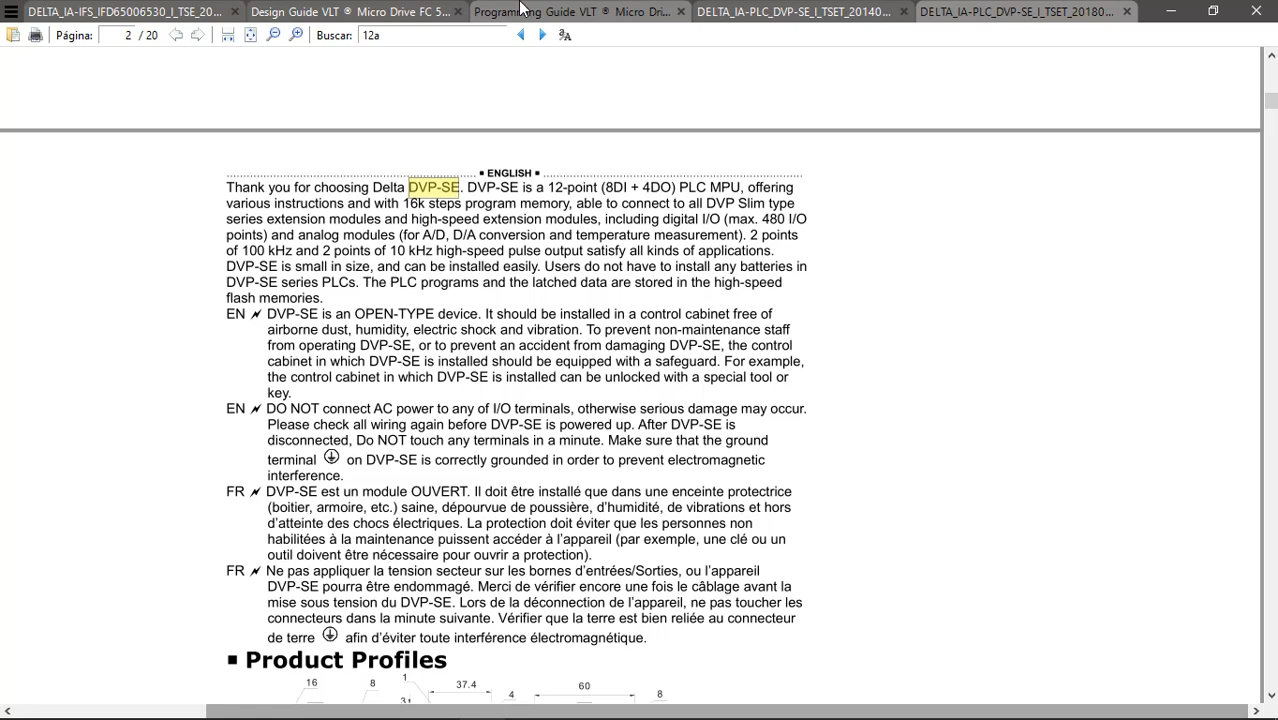 DELTA_IA-IFS_IFD65006530_I_TSE_20... Design Guide VLT ® Micro Drive FC 5... Programming Guide VLT ® Micro Dri... DELTA_IA-PLC_DVP-SE_I_TSET_20140... DELTA_IA-PLC_DVP-SE_I_TSET_20180...
Página: 2 / 20 Buscar: 12a
ENGLISH
Thank you for choosing Delta DVP-SE. DVP-SE is a 12-point (8DI + 4DO) PLC MPU, offering
various instructions and with 16k steps program memory, able to connect to all DVP Slim type
series extension modules and high-speed extension modules, including digital I/O (max. 480 I/O
points) and analog modules (for A/D, D/A conversion and temperature measurement). 2 points
of 100 kHz and 2 points of 10 kHz high-speed pulse output satisfy all kinds of applications.
DVP-SE is small in size, and can be installed easily. Users do not have to install any batteries in
DVP-SE series PLCs. The PLC programs and the latched data are stored in the high-speed
flash memories.
EN DVP-SE is an OPEN-TYPE device. It should be installed in a control cabinet free of
airborne dust, humidity, electric shock and vibration. To prevent non-maintenance staff
from operating DVP-SE, or to prevent an accident from damaging DVP-SE, the control
cabinet in which DVP-SE is installed should be equipped with a safeguard. For example,
the control cabinet in which DVP-SE is installed can be unlocked with a special tool or
key.
EN DO NOT connect AC power to any of I/O terminals, otherwise serious damage may occur.
Please check all wiring again before DVP-SE is powered up. After DVP-SE is
disconnected, Do NOT touch any terminals in a minute. Make sure that the ground
terminal on DVP-SE is correctly grounded in order to prevent electromagnetic
interference.
FR DVP-SE est un module OUVERT. Il doit être installé que dans une enceinte protectrice
(boitier, armoire, etc.) saine, dépourvue de poussière, d'humidité, de vibrations et hors
d'atteinte des chocs électriques. La protection doit éviter que les personnes non
habilitées à la maintenance puissent accéder à l'appareil (par exemple, une clé ou un
outil doivent être nécessaire pour ouvrir a protection).
FR Ne pas appliquer la tension secteur sur les bornes d'entrées/Sorties, ou l'appareil
DVP-SE pourra être endommagé. Merci de vérifier encore une fois le câblage avant la
mise sous tension du DVP-SE. Lors de la déconnection de l'appareil, ne pas toucher les
connecteurs dans la minute suivante. Vérifier que la terre est bien reliée au connecteur
de terre afin d'éviter toute interférence électromagnétique.
■ Product Profiles
16 8 1 37.4 4 60 8